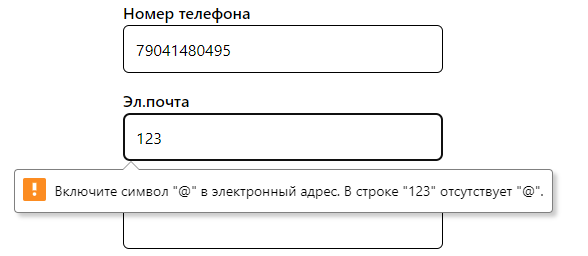 Номер телефона
79041480495
Эл.почта
123
Включите символ "@" в электронный адрес. В строке "123" отсутствует "@".